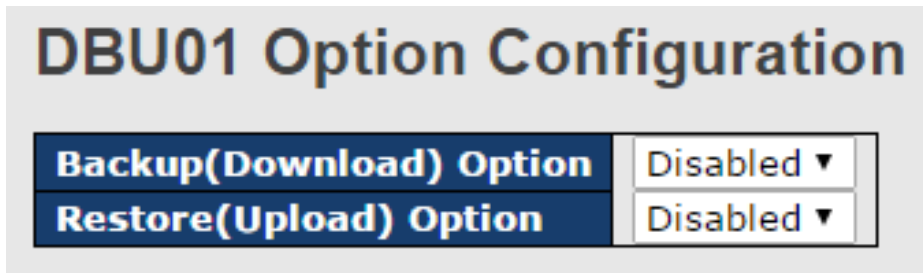 DBU01 Option Configuration
Backup(Download) Option Disabled
Restore(Upload) Option Disabled